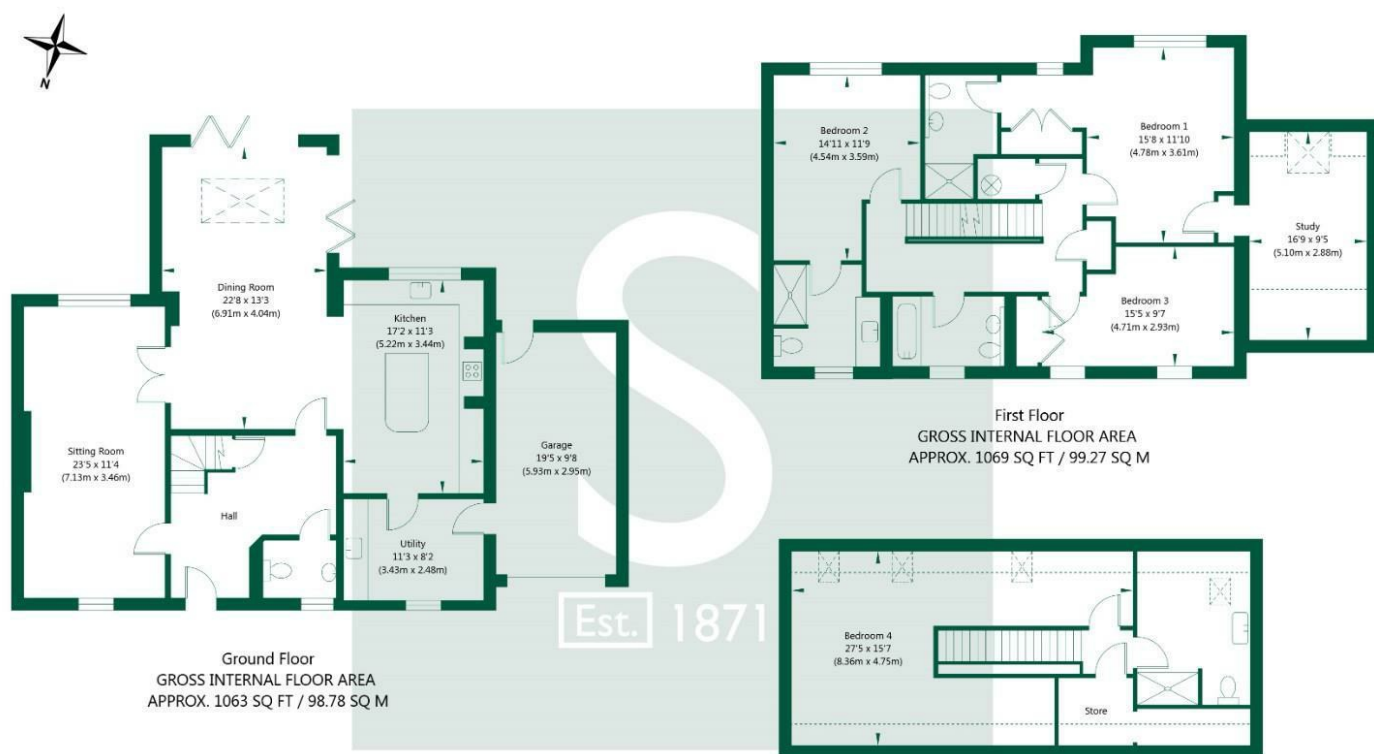 N
Dining Room
22'8 x 13'3
(6.91m x 4.04m)
Kitchen
17'2 x 11'3
(5.22m x 3.44m)
Sitting Room
23'5 x 11'4
(7.13m x 3.46m)
Garage
19'5 x 9'8
(5.93m x 2.95m)
Hall
Utility
11'3 x 8'2
(3.43m x 2.48m)
Ground Floor
GROSS INTERNAL FLOOR AREA
APPROX. 1063 SQ FT / 98.78 SQ M
S
Est. 1871
Bedroom 2
14'11 x 11'9
(4.54m x 3.59m)
Bedroom 1
15'8 x 11'10
(4.78m x 3.61m)
Study
16'9 x 9'5
(5.10m x 2.88m)
Bedroom 3
15'5 x 9'7
(4.71m x 2.93m)
First Floor
GROSS INTERNAL FLOOR AREA
APPROX. 1069 SQ FT / 99.27 SQ M
Bedroom 4
27'5 x 15'7
(8.36m x 4.75m)
Store